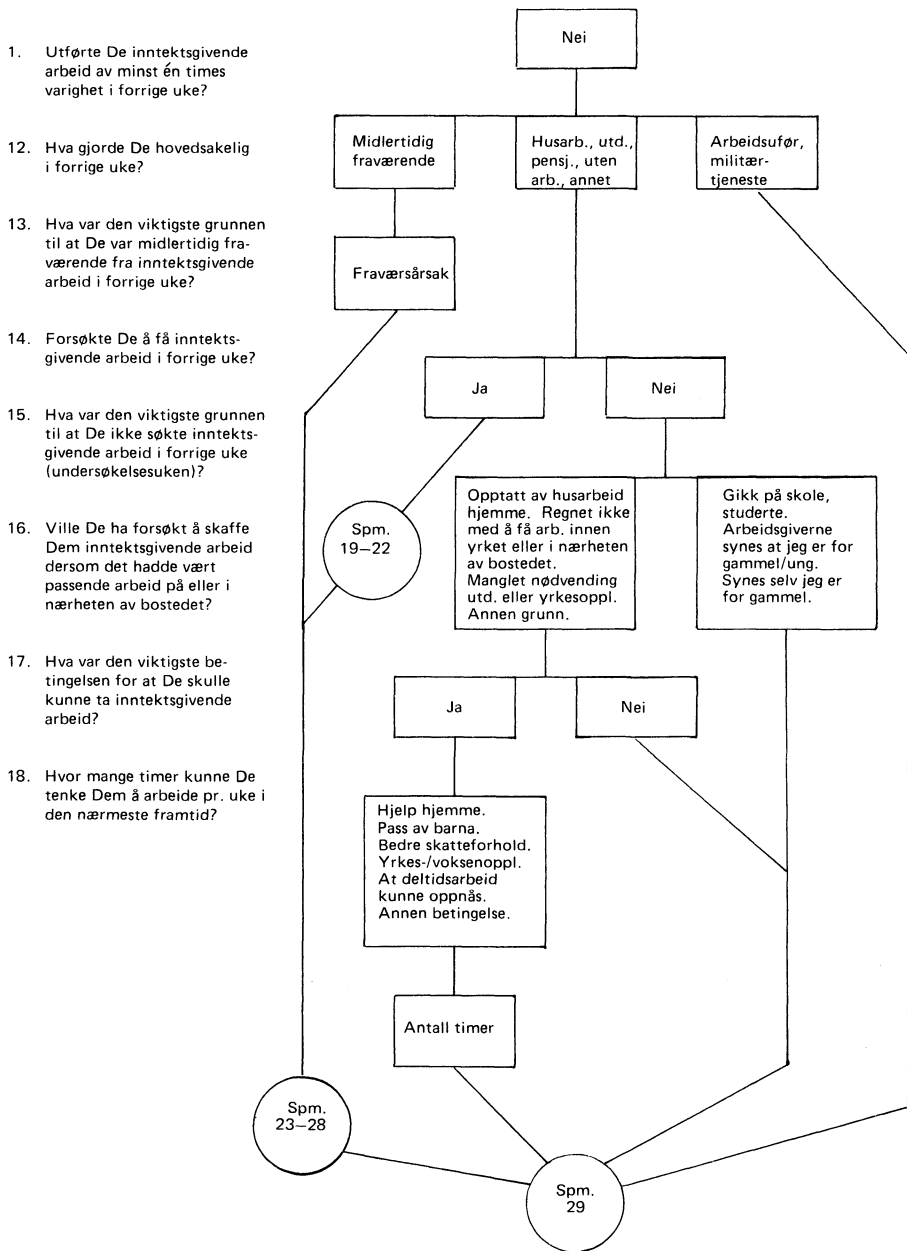 1. Utførte De inntektsgivende
arbeid av minst én times
varighet i forrige uke?
12. Hva gjorde De hovedsakelig
i forrige uke?
13. Hva var den viktigste grunnen
til at De var midlertidig fra-
værende fra inntektsgivende
arbeid i forrige uke?
14. Forsøkte De å få inntekts-
givende arbeid i forrige uke?
15. Hva var den viktigste grunnen
til at De ikke søkte inntekts-
givende arbeid i forrige uke
(undersøkelsesuken)?
16. Ville De ha forsøkt å skaffe
Dem inntektsgivende arbeid
dersom det hadde vært
passende arbeid på eller i
nærheten av bostedet?
17. Hva var den viktigste be-
tingelsen for at De skulle
kunne ta inntektsgivende
arbeid?
18. Hvor mange timer kunne De
tenke Dem å arbeide pr. uke i
den nærmeste framtid?
Nei
Midlertidig
fraværende
Husarb., utd.,
pensj., uten
arb., annet
Arbeidsufør,
militær-
tjeneste
Fraværsårsak
Ja
Nei
Spm.
19–22
Opptatt av husarbeid
hjemme. Regnet ikke
med å få arb. innen
yrket eller i nærheten
av bostedet.
Manglet nødvending
utd. eller yrkesoppl.
Annen grunn.
Gikk på skole,
studerte.
Arbeidsgiverne
synes at jeg er for
gammel/ung.
Synes selv jeg er
for gammel.
Ja
Nei
Hjelp hjemme.
Pass av barna.
Bedre skatteforhold.
Yrkes-/voksenoppl.
At deltidsarbeid
kunne oppnås.
Annen betingelse.
Antall timer
Spm.
23–28
Spm.
29